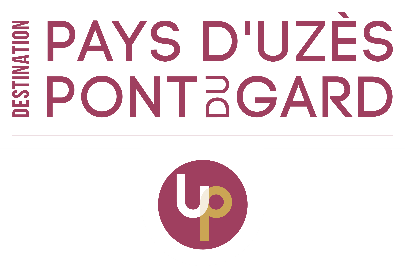 DESTINATION
PAYS D'UZÈS
PONT DU GARD
UP